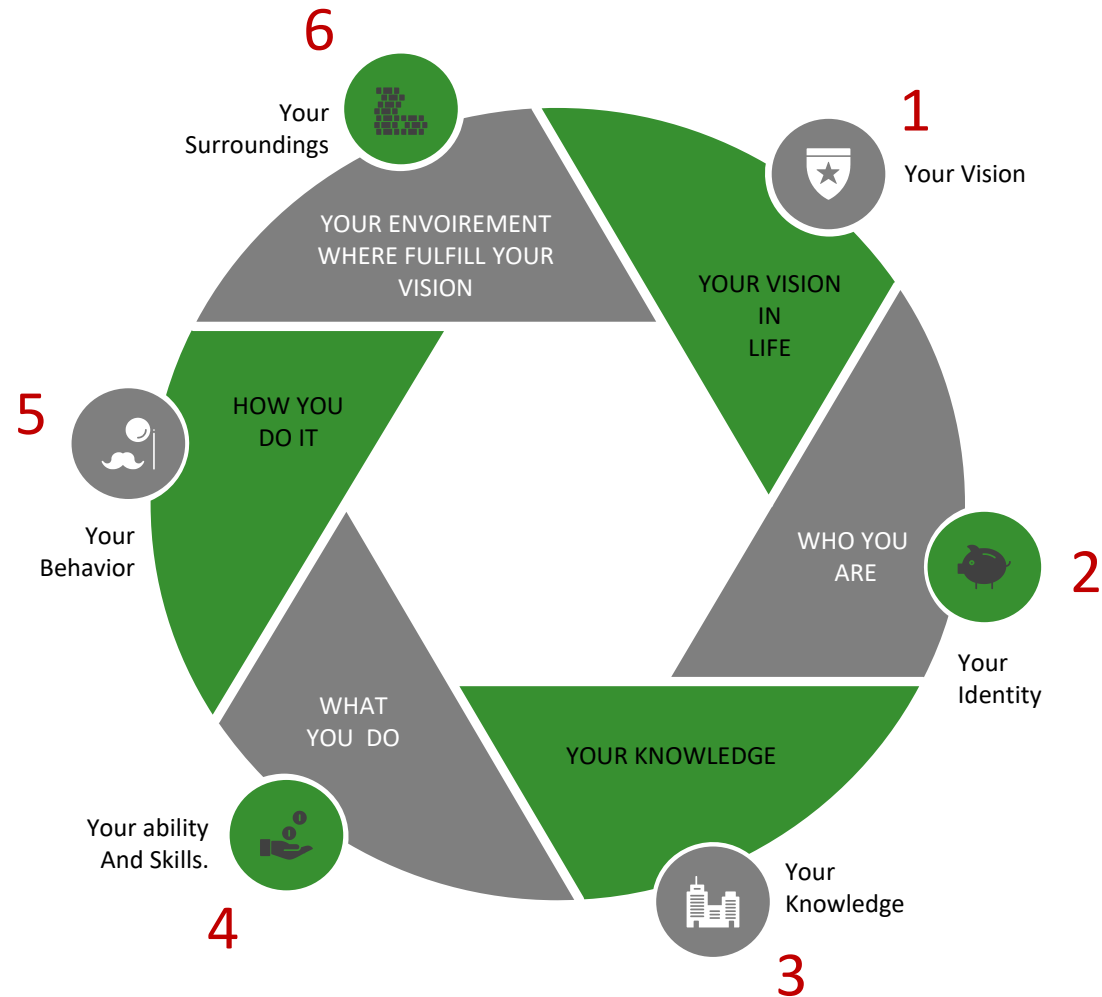 1
Your Vision
YOUR VISION
IN
LIFE
2
Your
Identity
WHO YOU
ARE
3
Your
Knowledge
YOUR KNOWLEDGE
4
Your ability
And Skills.
WHAT
YOU  DO
5
Your
Behavior
HOW YOU
DO IT
6
Your
Surroundings
YOUR ENVOIREMENT
WHERE FULFILL YOUR
VISION